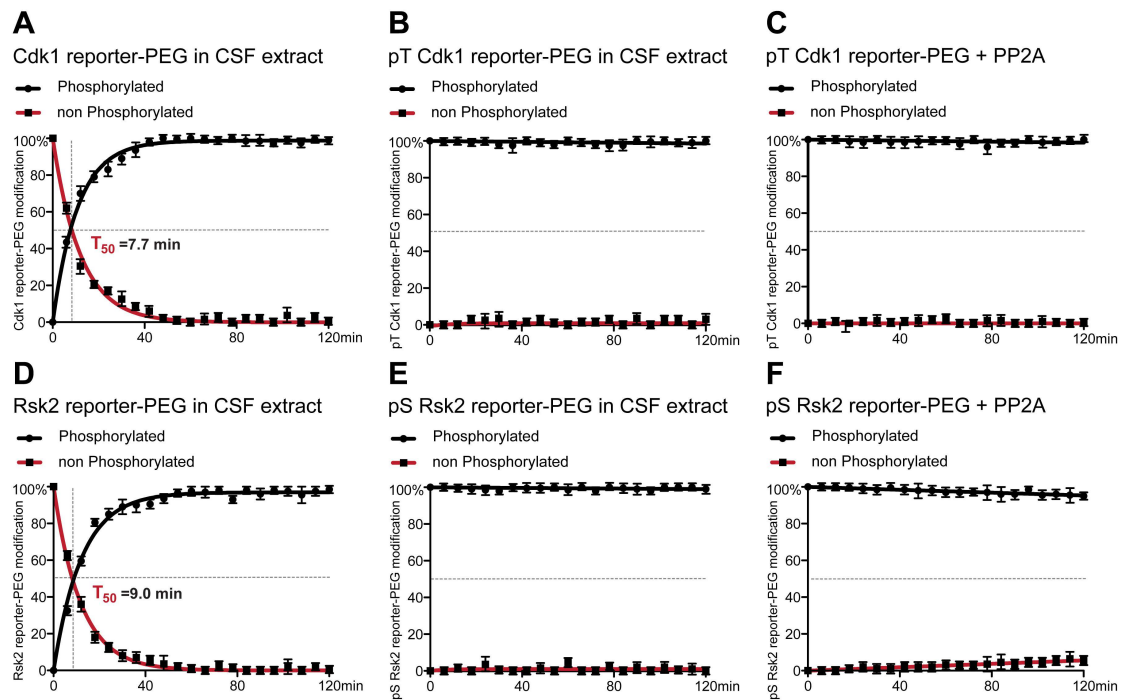 A
Cdk1 reporter-PEG in CSF extract
Phosphorylated
non Phosphorylated
Cdk1 reporter-PEG modification
100%
80
60
40
20
0
T50 =7.7 min
0
40
80
120min
B
pT Cdk1 reporter-PEG in CSF extract
Phosphorylated
non Phosphorylated
pT Cdk1 reporter-PEG modification
100%
80
60
40
20
0
0
40
80
120min
C
pT Cdk1 reporter-PEG + PP2A
Phosphorylated
non Phosphorylated
pT Cdk1 reporter-PEG modification
100%
80
60
40
20
0
0
40
80
120min
D
Rsk2 reporter-PEG in CSF extract
Phosphorylated
non Phosphorylated
Rsk2 reporter-PEG modification
100%
80
60
40
20
0
T50 =9.0 min
0
40
80
120min
E
pS Rsk2 reporter-PEG in CSF extract
Phosphorylated
non Phosphorylated
pS Rsk2 reporter-PEG modification
100%
80
60
40
20
0
0
40
80
120min
F
pS Rsk2 reporter-PEG + PP2A
Phosphorylated
non Phosphorylated
pS Rsk2 reporter-PEG modification
100%
80
60
40
20
0
0
40
80
120min